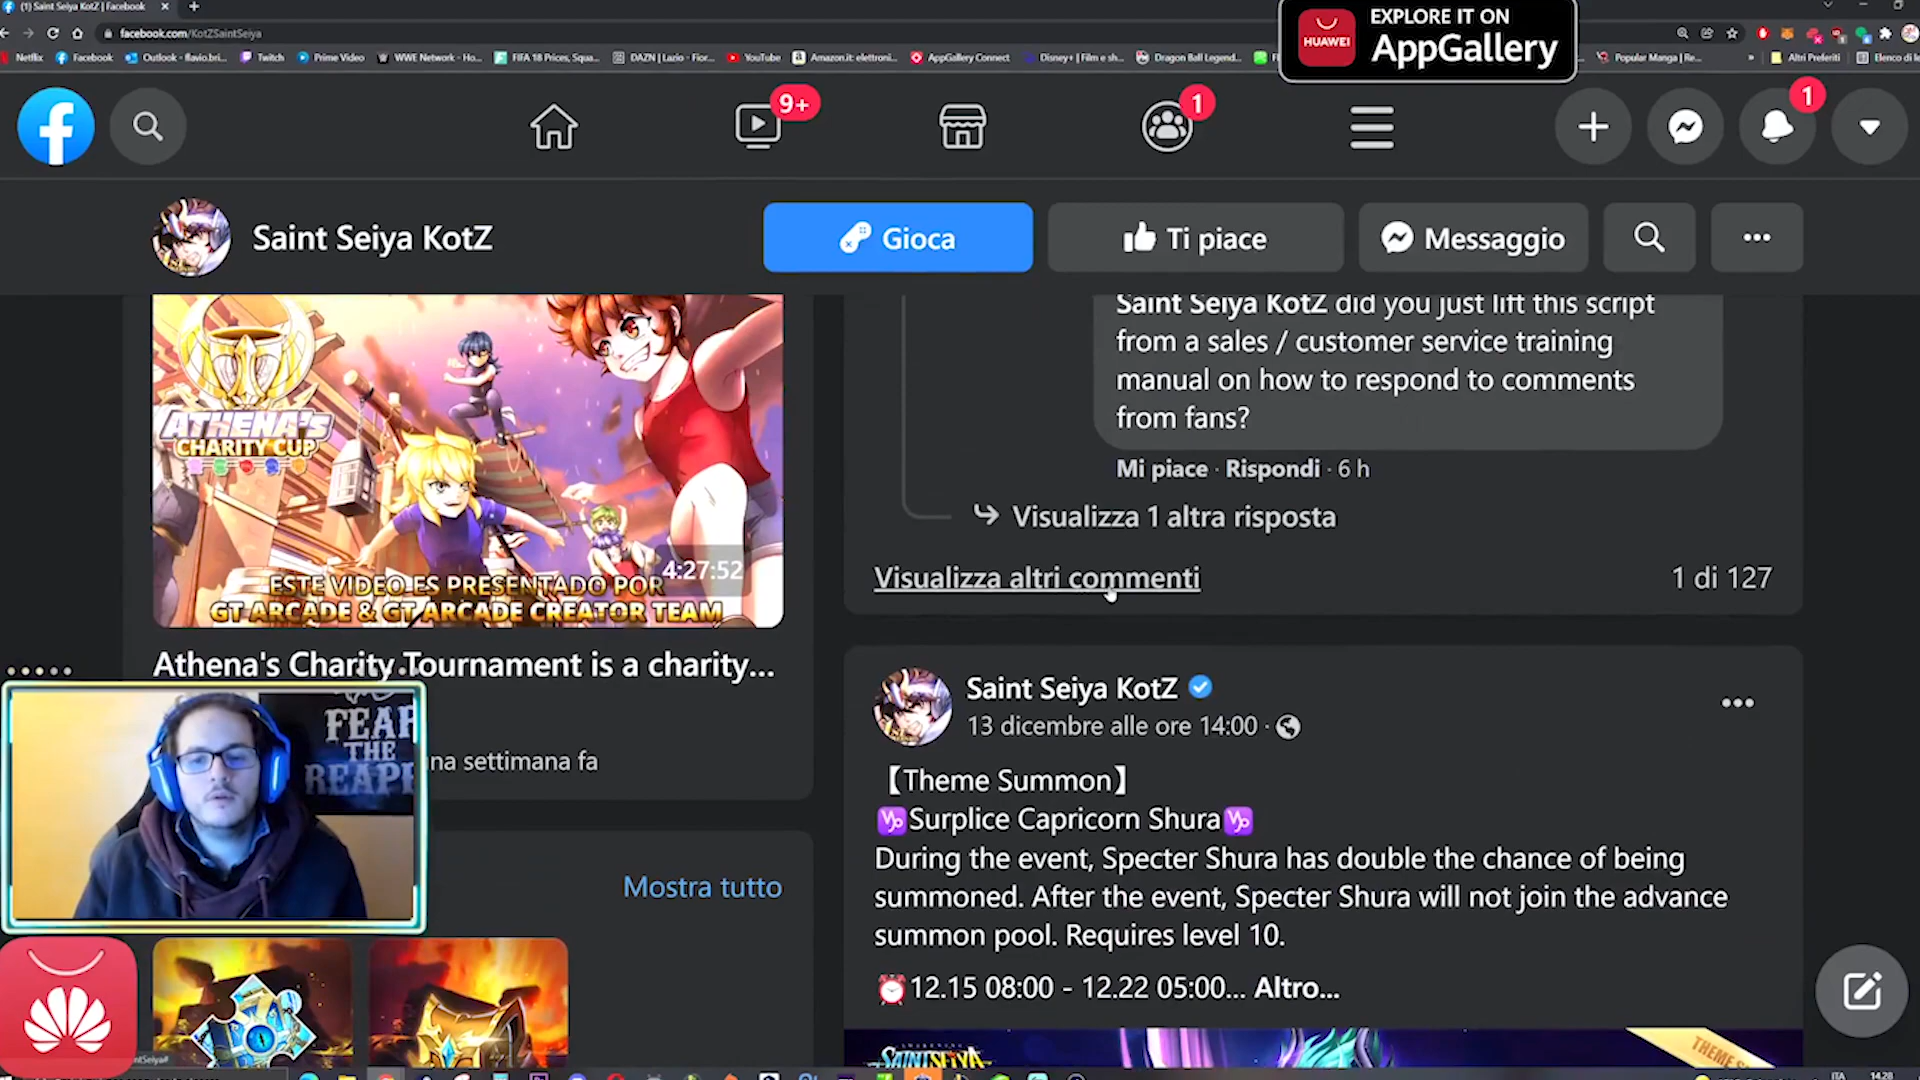 (1) Saint Seiya KotZ | Facebook
EXPLORE IT ON
AppGallery
HUAWEI
facebook.com/KotZSaintSeiya
Netflix
Facebook
Outlook - flavio.bri...
Twitch
Prime Video
WWE Network - Ho...
FIFA 18 Prices, Squa...
DAZN | Lazio - Fior...
YouTube
Amazon.it: elettroni...
AppGallery Connect
Disney+ | Film e sh...
Dragon Ball Legend...
Popular Manga | Re...
Altri Preferiti
9+
1
1
Saint Seiya KotZ
Gioca
Ti piace
Messaggio
ATHENA'S
CHARITY CUP
4:27:52
ESTE VIDEO ES PRESENTADO POR
GT ARCADE & GT ARCADE CREATOR TEAM
Athena's Charity Tournament is a charity...
na settimana fa
FEAR
THE
REAPE
Mostra tutto
Saint Seiya KotZ did you just lift this script
from a sales / customer service training
manual on how to respond to comments
from fans?
Mi piace · Rispondi · 6 h
Visualizza 1 altra risposta
Visualizza altri commenti
1 di 127
Saint Seiya KotZ
13 dicembre alle ore 14:00 ·
【Theme Summon】
♑Surplice Capricorn Shura♑
During the event, Specter Shura has double the chance of being
summoned. After the event, Specter Shura will not join the advance
summon pool. Requires level 10.
⏰12.15 08:00 - 12.22 05:00... Altro...
SAINT SEIYA
ITA
14:28